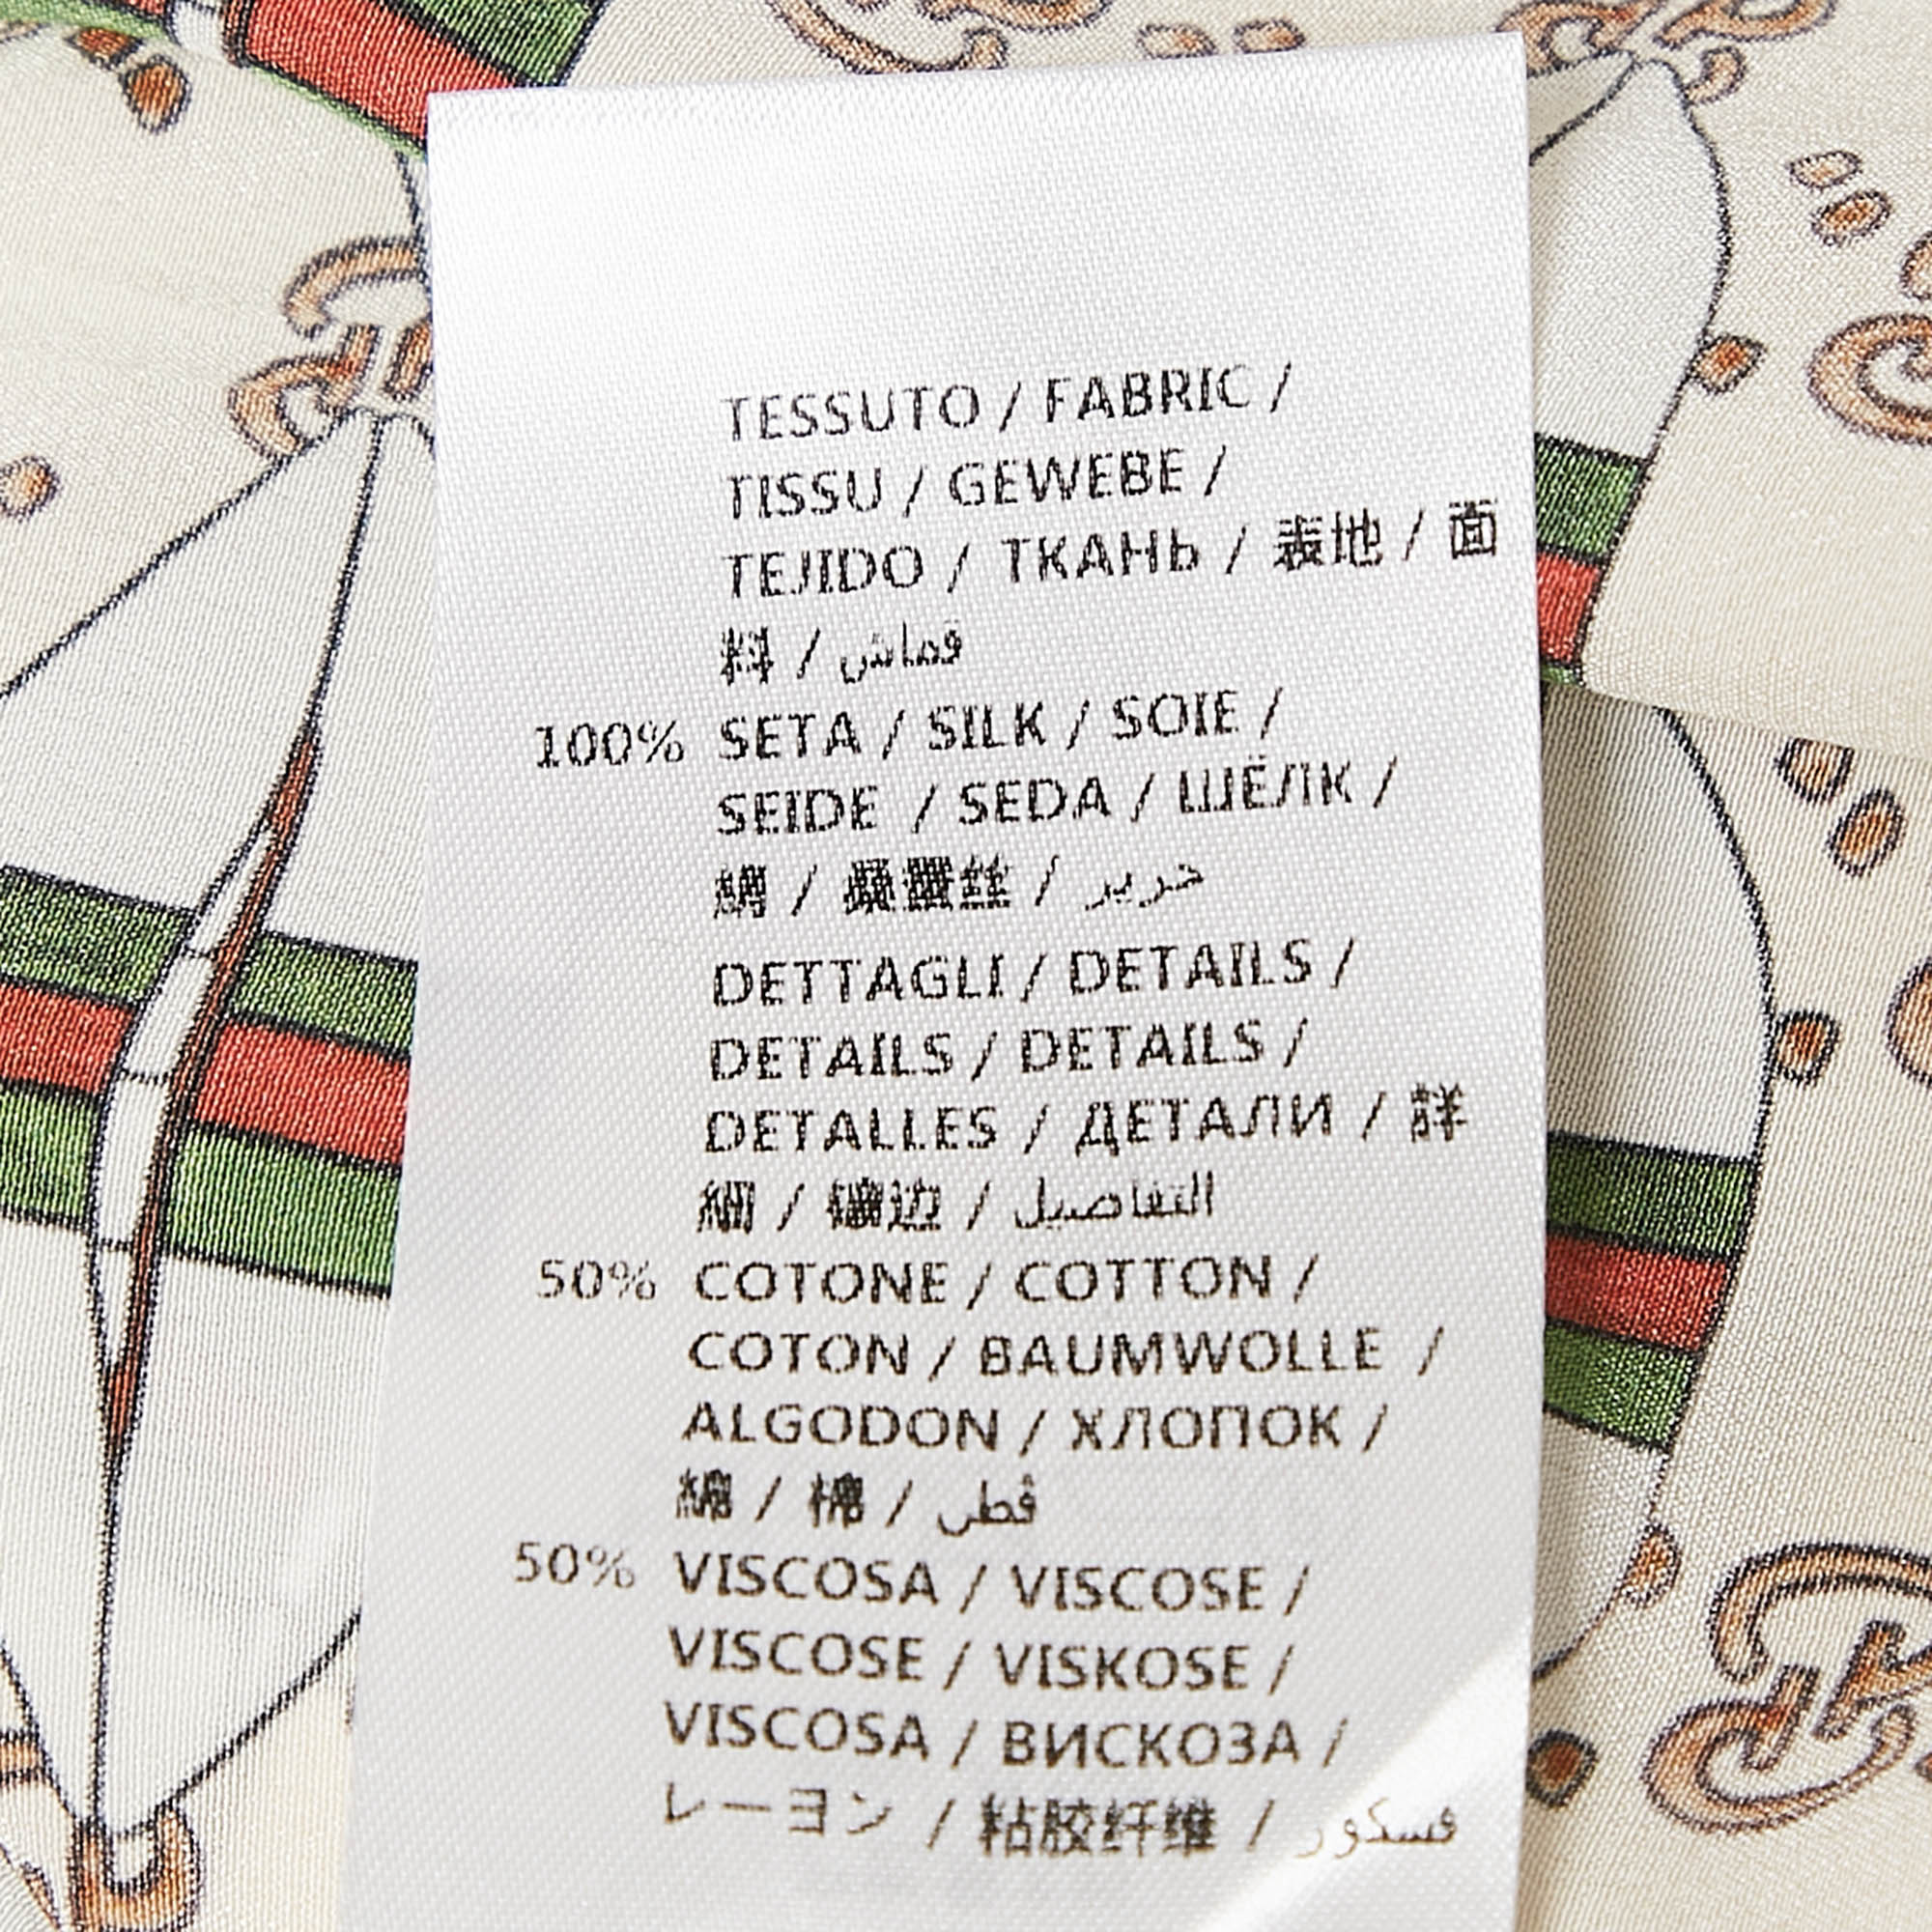 TESSUTO / FABRIC /
TISSU / GEWEBE /
TEJIDO / ТКАНЬ / 表地 / 面
料 / قماش
100% SETA / SILK / SOIE /
SEIDE / SEDA / ШЁЛК /
絹 / 桑蠶丝 / حرير
DETTAGLI / DETAILS /
DETAILS / DETAILS /
DETALLES / ДЕТАЛИ / 詳
細 / 镶边 / التفاصيل
50% COTONE / COTTON /
COTON / BAUMWOLLE /
ALGODON / ХЛОПОК /
綿 / 棉 / قطن
50% VISCOSA / VISCOSE /
VISCOSE / VISKOSE /
VISCOSA / ВИСКОЗА /
レーヨン / 粘胶纤维 / فسكوز